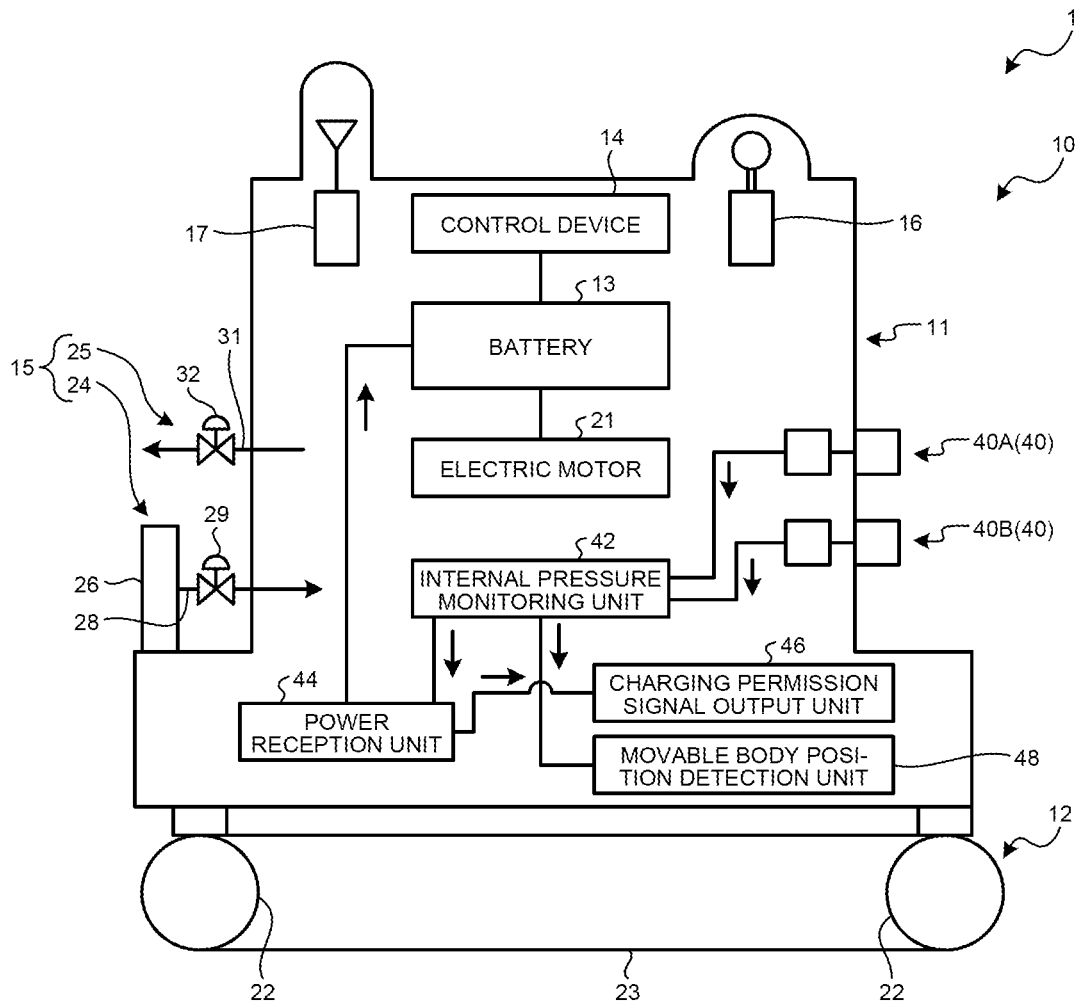 1
10
14
CONTROL DEVICE
17
16
13
BATTERY
11
15
25
24
32
31
21
ELECTRIC MOTOR
40A(40)
40B(40)
29
26
28
42
INTERNAL PRESSURE
MONITORING UNIT
44
POWER
RECEPTION UNIT
46
CHARGING PERMISSION
SIGNAL OUTPUT UNIT
MOVABLE BODY POSI-
TION DETECTION UNIT
48
12
22
23
22